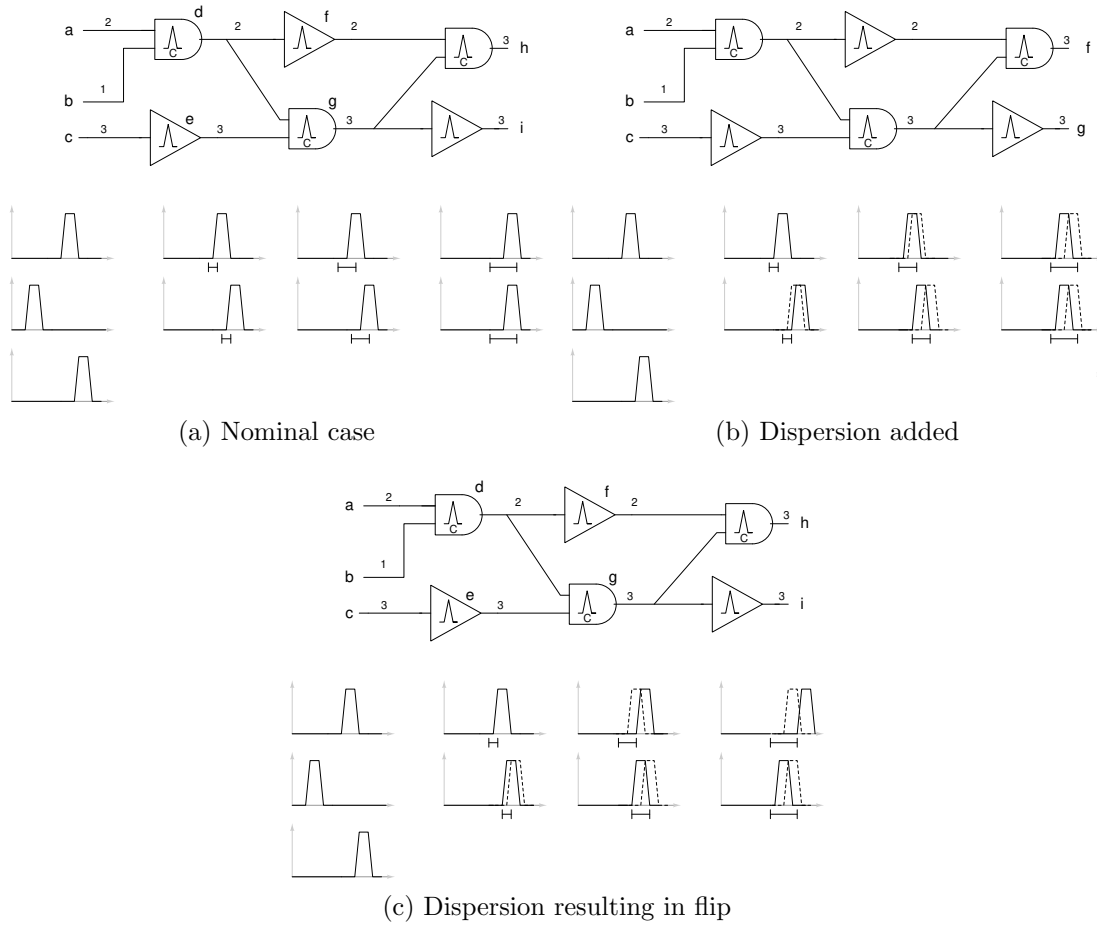 d
f
a 2 2 2
C
3
h
b 1
C
g
e
c 3 3 3 3 i
C
a 2 2 2
C
3
f
b 1
C
c 3 3 3 3 g
C
(a) Nominal case
(b) Dispersion added
d
f
a 2 2 2
C
3
h
b 1
C
g
e
c 3 3 3 3 i
C
(c) Dispersion resulting in flip